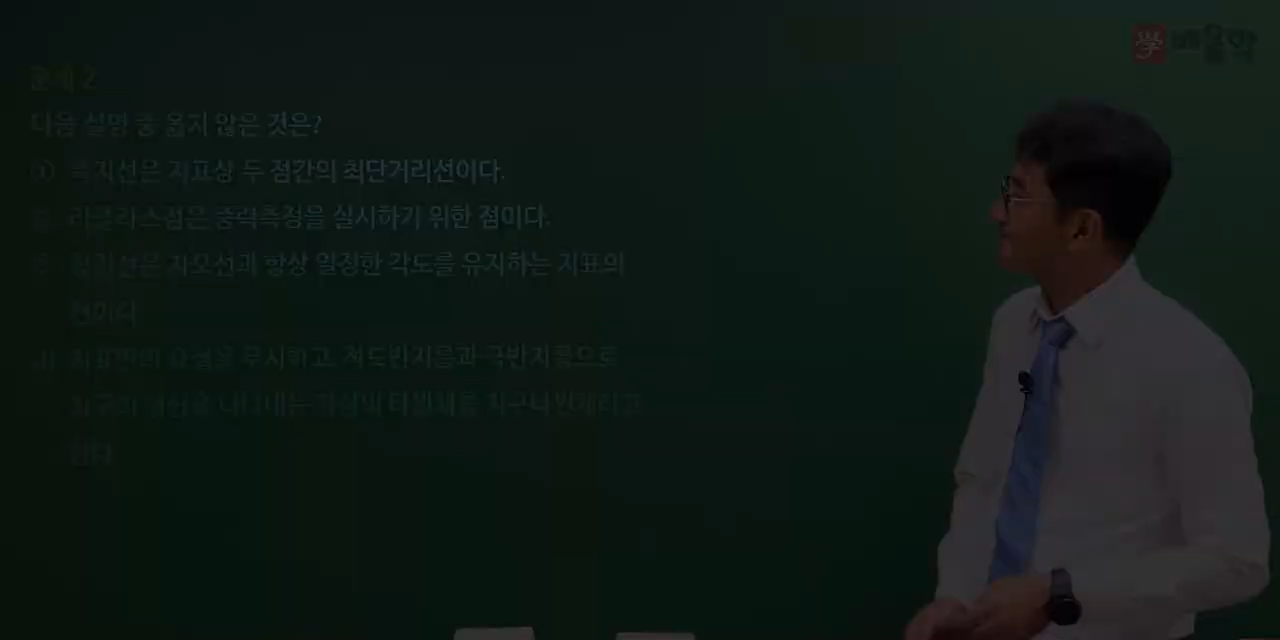 學 배울학
문제 2
다음 설명 중 옳지 않은 것은?
① 측지선은 지표상 두 점간의 최단거리선이다.
② 라플라스점은 중력측정을 실시하기 위한 점이다.
③ 항정선은 자오선과 항상 일정한 각도를 유지하는 지표의
선이다.
④ 지표면의 요철을 무시하고 적도반지름과 극반지름으로
지구의 형상을 나타내는 가상의 타원체를 지구타원체라고
한다.